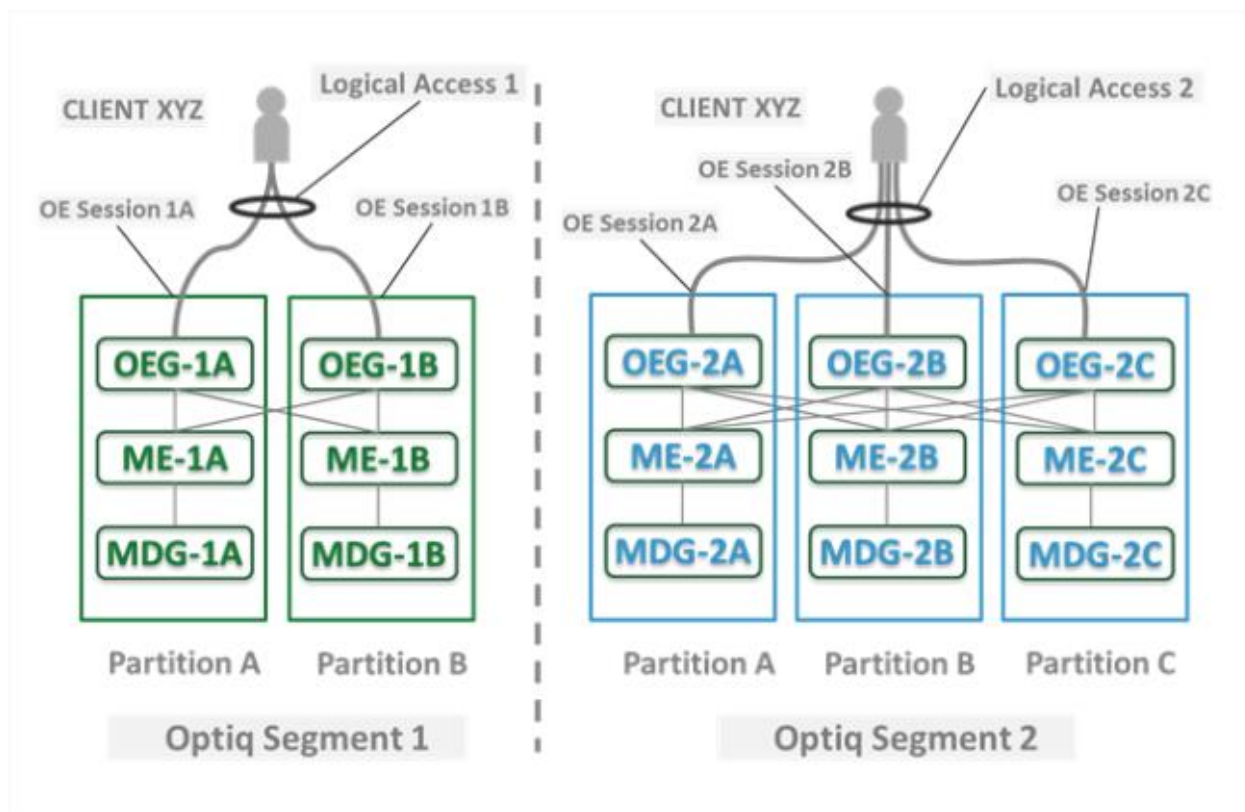 Logical Access 1
CLIENT XYZ
OE Session 1A
OE Session 1B
OEG-1A
OEG-1B
ME-1A
ME-1B
MDG-1A
MDG-1B
Partition A
Partition B
Optiq Segment 1
Logical Access 2
CLIENT XYZ
OE Session 2B
OE Session 2C
OE Session 2A
OEG-2A
OEG-2B
OEG-2C
ME-2A
ME-2B
ME-2C
MDG-2A
MDG-2B
MDG-2C
Partition A
Partition B
Partition C
Optiq Segment 2